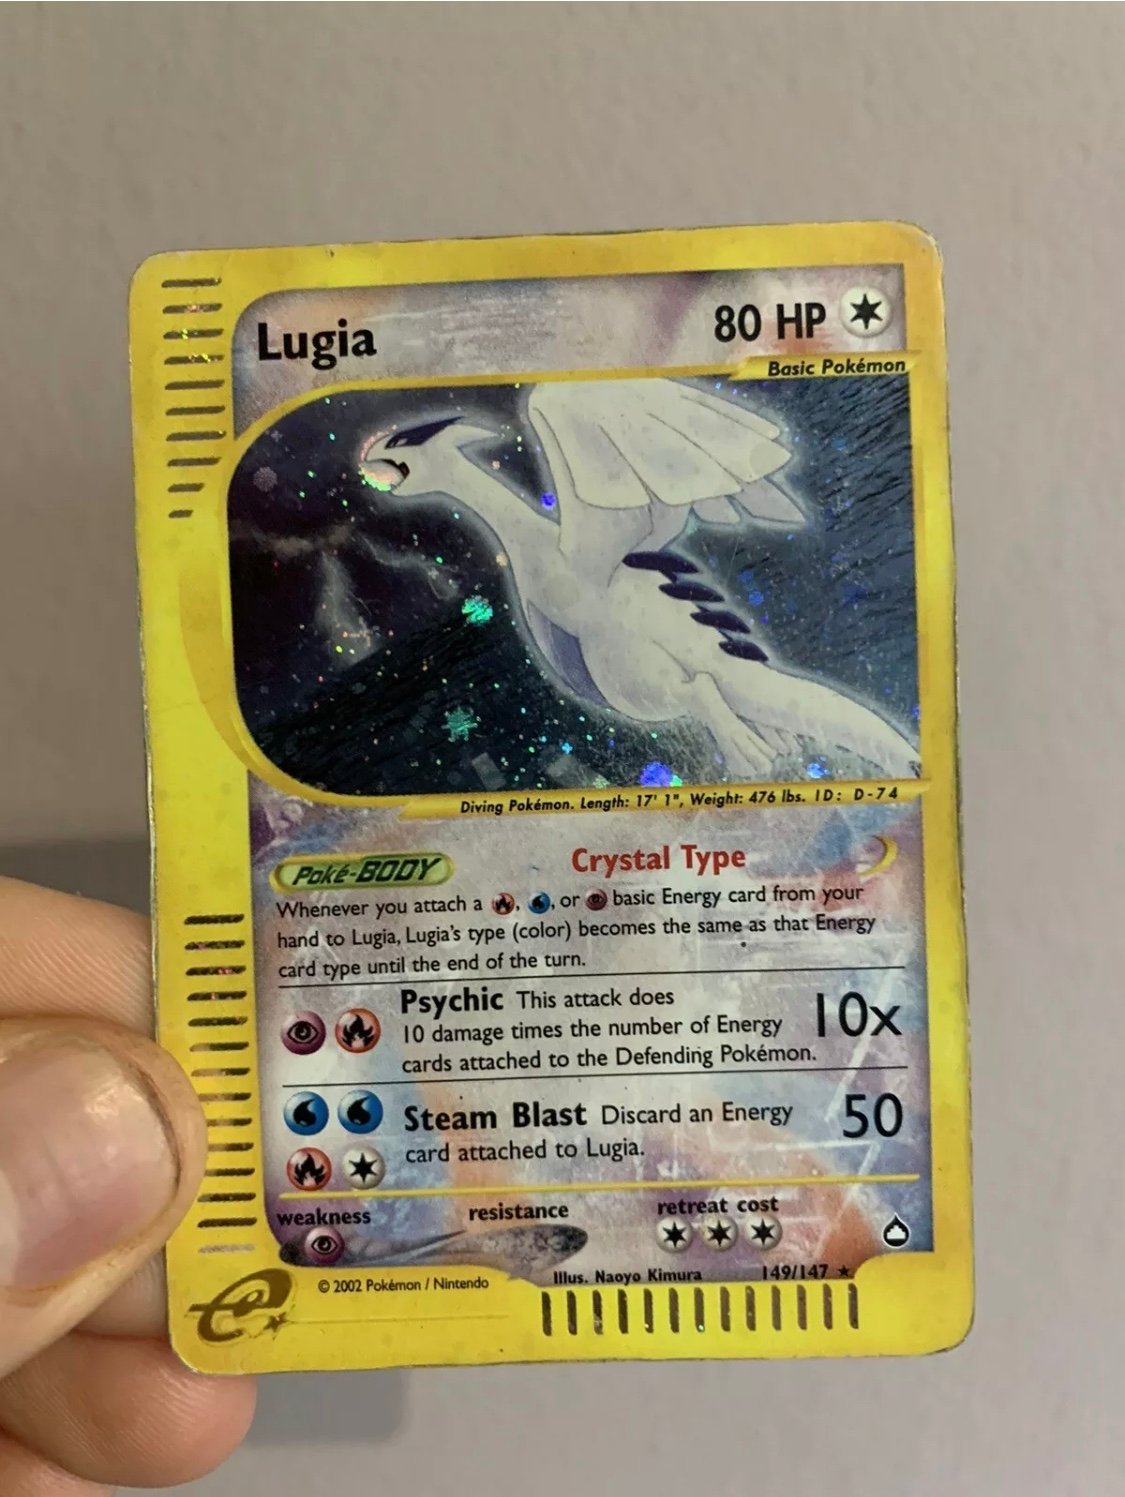 Lugia
80 HP
Basic Pokémon
Diving Pokémon. Length: 17' 1", Weight: 476 lbs. ID: D-74
Poké-BODY
Crystal Type
Whenever you attach a , , or basic Energy card from your
hand to Lugia, Lugia's type (color) becomes the same as that Energy
card type until the end of the turn.
Psychic This attack does
10 damage times the number of Energy
cards attached to the Defending Pokémon.
10x
Steam Blast Discard an Energy
card attached to Lugia.
50
weakness
resistance
retreat cost
© 2002 Pokémon / Nintendo
Illus. Naoyo Kimura
149/147 ★
e